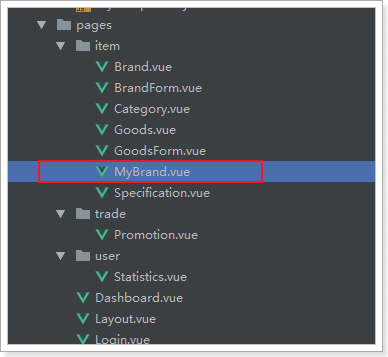 pages
item
Brand.vue
BrandForm.vue
Category.vue
Goods.vue
GoodsForm.vue
MyBrand.vue
Specification.vue
trade
Promotion.vue
user
Statistics.vue
Dashboard.vue
Layout.vue
Login.vue